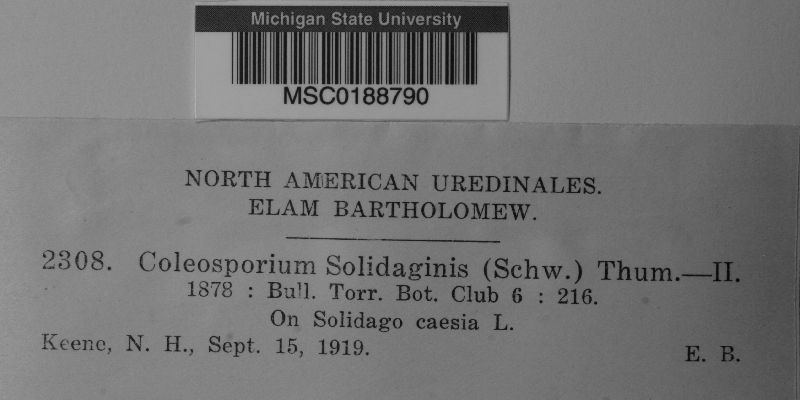 Michigan State University
MSC0188790
NORTH AMERICAN UREDINALES.
ELAM BARTHOLOMEW.
2308. Coleosporium Solidaginis (Schw.) Thum.—II.
1878 : Bull. Torr. Bot. Club 6 : 216.
On Solidago caesia L.
Keene, N. H., Sept. 15, 1919.
E. B.